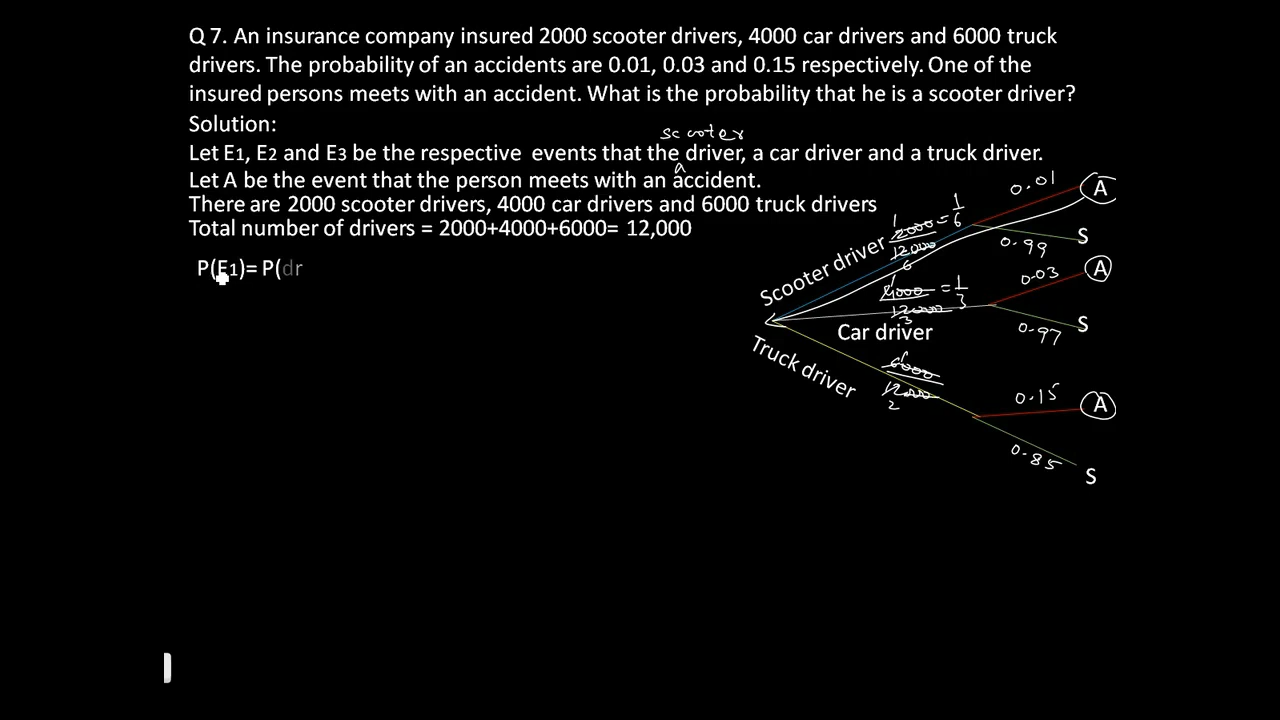 Q 7. An insurance company insured 2000 scooter drivers, 4000 car drivers and 6000 truck
drivers. The probability of an accidents are 0.01, 0.03 and 0.15 respectively. One of the
insured persons meets with an accident. What is the probability that he is a scooter driver?
Solution:
scooter
Let E1, E2 and E3 be the respective events that the driver, a car driver and a truck driver.
Let A be the event that the person meets with an accident.
There are 2000 scooter drivers, 4000 car drivers and 6000 truck drivers
Total number of drivers = 2000+4000+6000= 12,000
P(E1)= P(dr
Scooter driver
1
2000
12000
6
= 1/6
0.01
A
0.99
S
Car driver
1
4000
12000
3
= 1/3
0.03
A
0.97
S
Truck driver
6000
12000
2
0.15
A
0.85
S